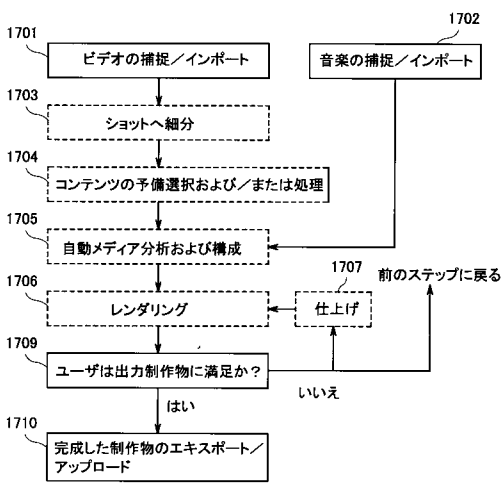 1701
ビデオの捕捉/インポート
1702
音楽の捕捉/インポート
1703
ショットへ細分
1704
コンテンツの予備選択および/または処理
1705
自動メディア分析および構成
1706
レンダリング
1707
仕上げ
前のステップに戻る
1709
ユーザは出力制作物に満足か?
はい
いいえ
1710
完成した制作物のエキスポート/
アップロード